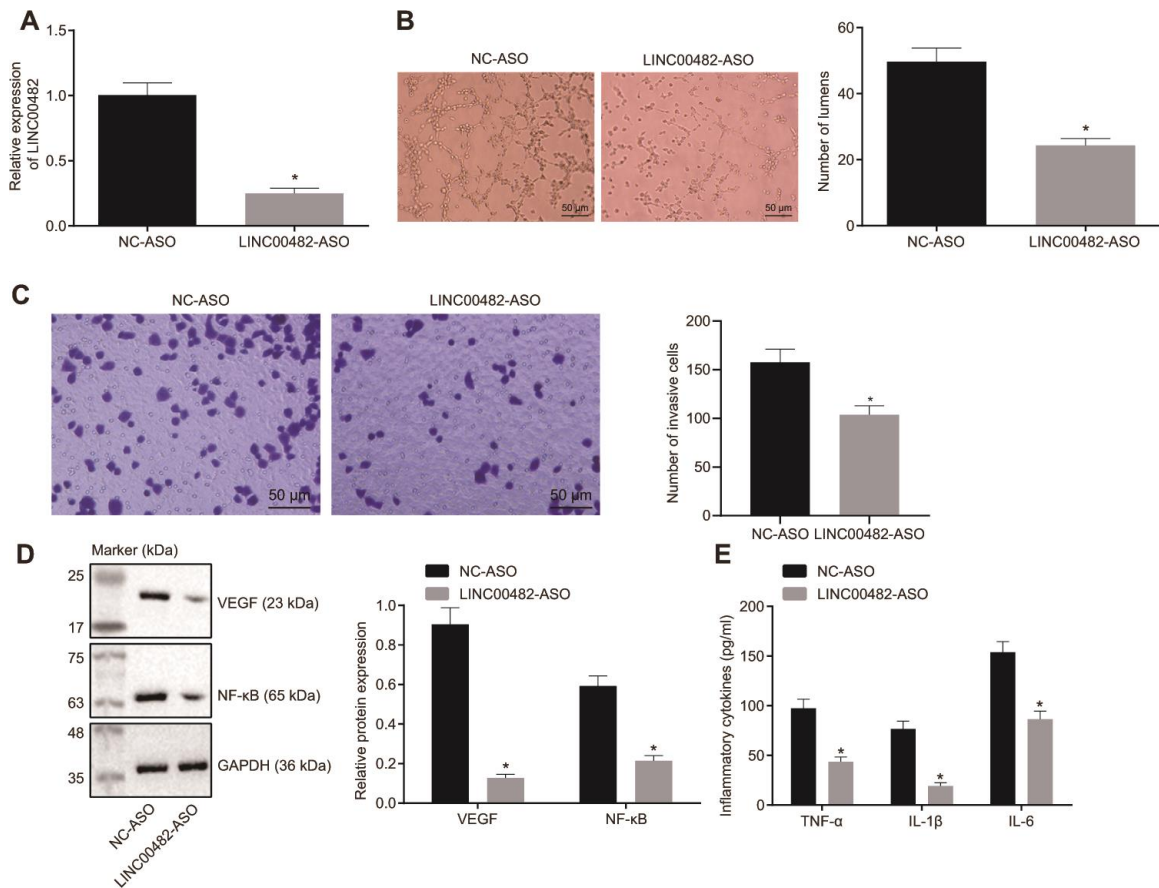 A
Relative expression
of LINC00482
1.5
1.0
0.5
0.0
*
NC-ASO
LINC00482-ASO
B
NC-ASO
LINC00482-ASO
50 µm
50 µm
Number of lumens
60
40
20
0
*
NC-ASO
LINC00482-ASO
C
NC-ASO
LINC00482-ASO
50 µm
50 µm
Number of invasive cells
200
150
100
50
0
*
NC-ASO
LINC00482-ASO
D
Marker (kDa)
25
17
VEGF (23 kDa)
75
63
NF-κB (65 kDa)
48
35
GAPDH (36 kDa)
NC-ASO
LINC00482-ASO
NC-ASO
LINC00482-ASO
Relative protein expression
1.0
0.8
0.6
0.4
0.2
0.0
*
*
VEGF
NF-κB
E
NC-ASO
LINC00482-ASO
Inflammatory cytokines (pg/ml)
200
150
100
50
0
*
*
*
TNF-α
IL-1β
IL-6